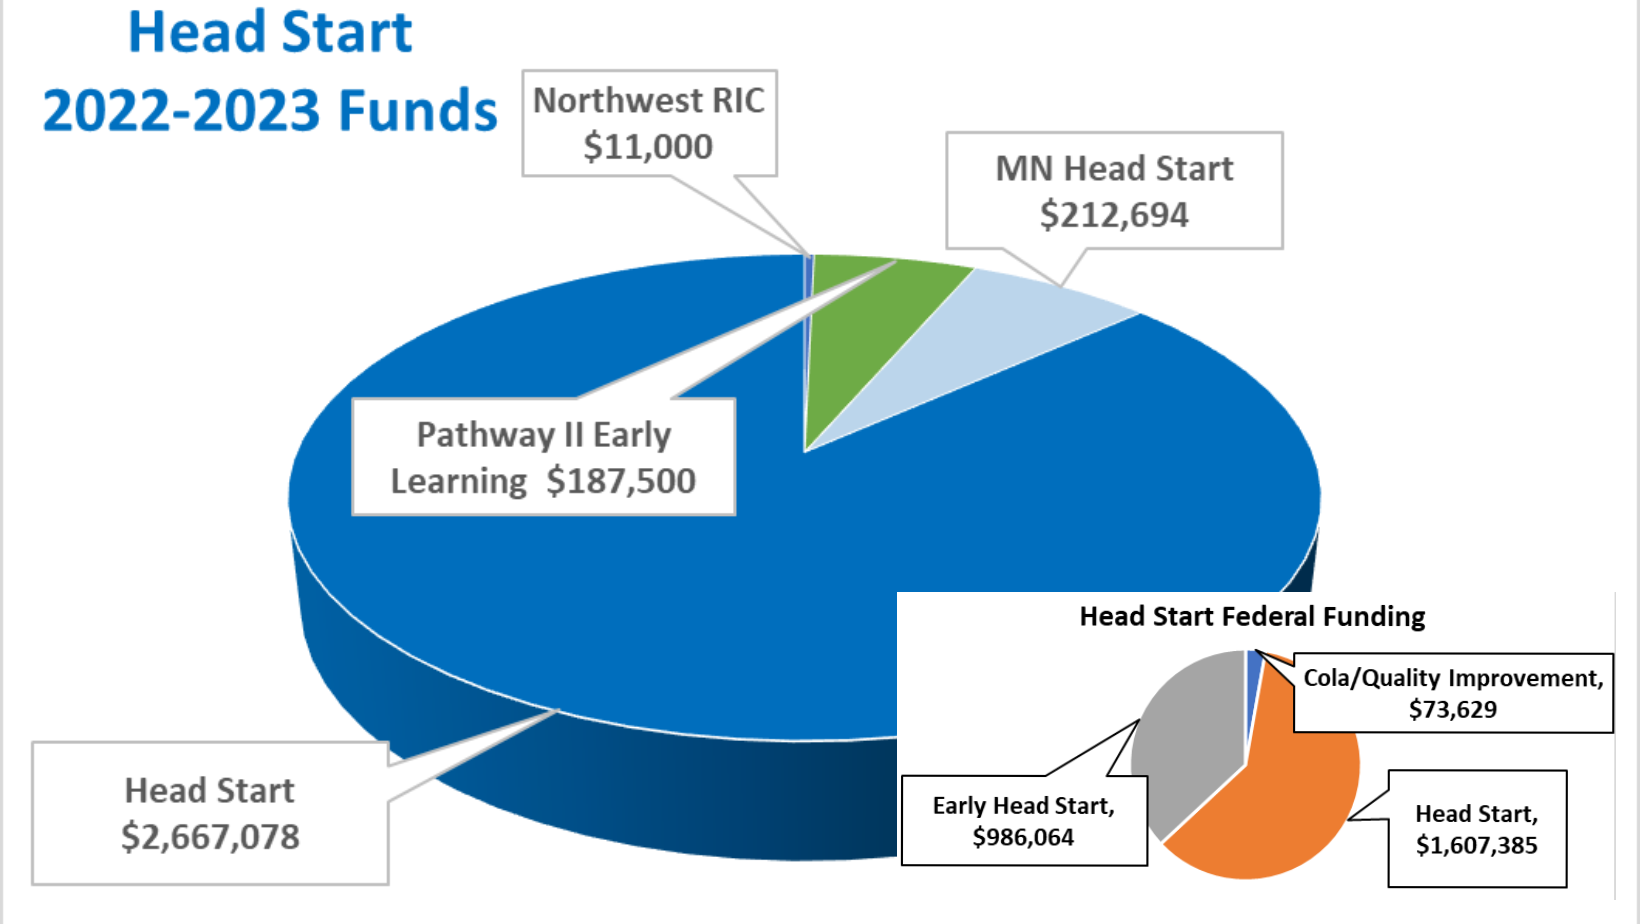 Head Start
2022-2023 Funds
Northwest RIC
$11,000
MN Head Start
$212,694
Pathway II Early
Learning $187,500
Head Start
$2,667,078
Head Start Federal Funding
Cola/Quality Improvement,
$73,629
Early Head Start,
$986,064
Head Start,
$1,607,385